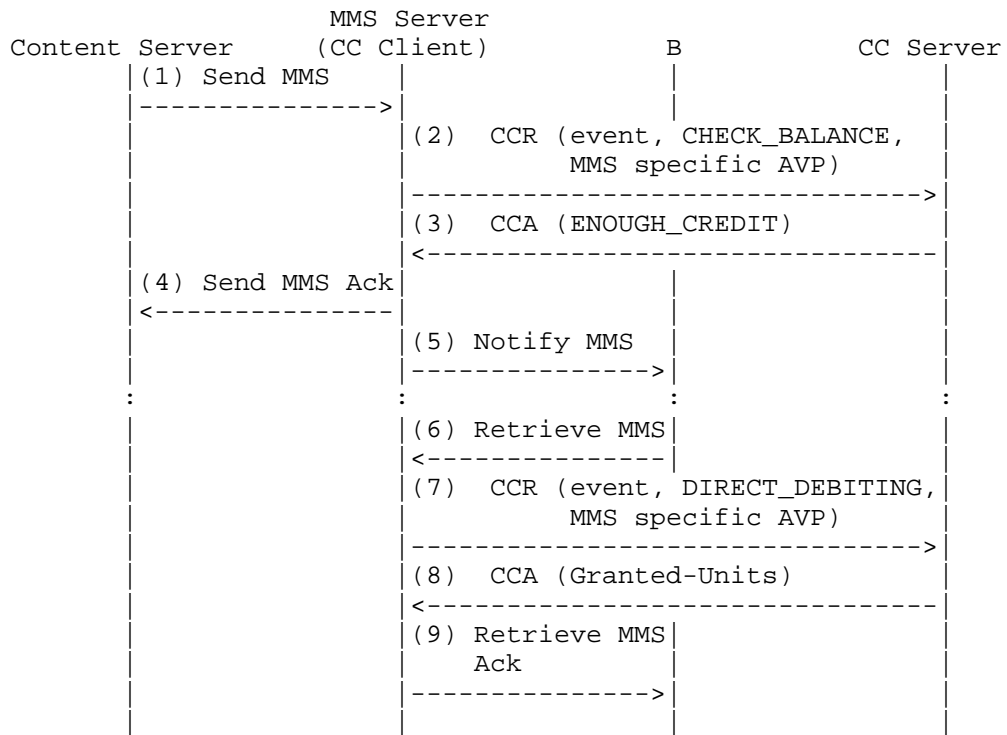 MMS Server
Content Server (CC Client) B CC Server
(1) Send MMS
(2) CCR (event, CHECK_BALANCE,
MMS specific AVP)
(3) CCA (ENOUGH_CREDIT)
(4) Send MMS Ack
(5) Notify MMS
(6) Retrieve MMS
(7) CCR (event, DIRECT_DEBITING,
MMS specific AVP)
(8) CCA (Granted-Units)
(9) Retrieve MMS
Ack